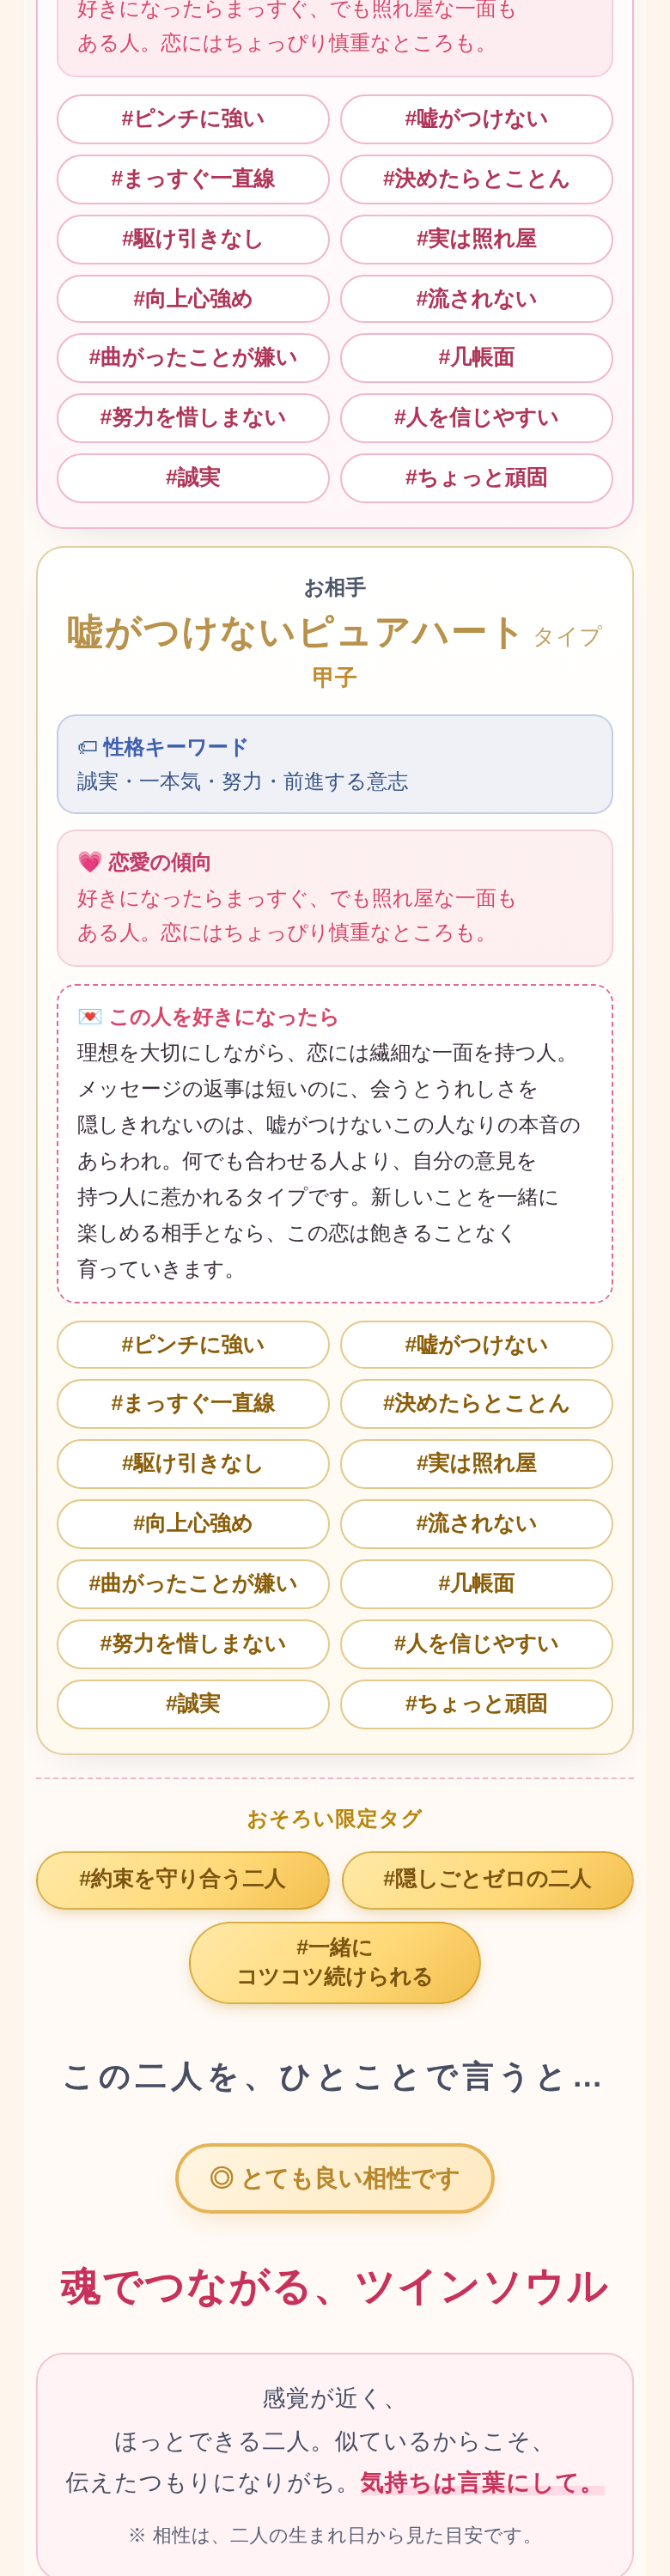 好きになったらまっすぐ、でも照れ屋な一面も
ある人。恋にはちょっぴり慎重なところも。
#ピンチに強い
#嘘がつけない
#まっすぐ一直線
#決めたらとことん
#駆け引きなし
#実は照れ屋
#向上心強め
#流されない
#曲がったことが嫌い
#几帳面
#努力を惜しまない
#人を信じやすい
#誠実
#ちょっと頑固
お相手
嘘がつけないピュアハート タイプ
甲子
🏷 性格キーワード
誠実・一本気・努力・前進する意志
💗 恋愛の傾向
好きになったらまっすぐ、でも照れ屋な一面も
ある人。恋にはちょっぴり慎重なところも。
💌 この人を好きになったら
理想を大切にしながら、恋には繊細な一面を持つ人。
メッセージの返事は短いのに、会うとうれしさを
隠しきれないのは、嘘がつけないこの人なりの本音の
あらわれ。何でも合わせる人より、自分の意見を
持つ人に惹かれるタイプです。新しいことを一緒に
楽しめる相手となら、この恋は飽きることなく
育っていきます。
#ピンチに強い
#嘘がつけない
#まっすぐ一直線
#決めたらとことん
#駆け引きなし
#実は照れ屋
#向上心強め
#流されない
#曲がったことが嫌い
#几帳面
#努力を惜しまない
#人を信じやすい
#誠実
#ちょっと頑固
おそろい限定タグ
#約束を守り合う二人
#隠しごとゼロの二人
#一緒に
コツコツ続けられる
この二人を、ひとことで言うと…
◎ とても良い相性です
魂でつながる、ツインソウル
感覚が近く、
ほっとできる二人。似ているからこそ、
伝えたつもりになりがち。気持ちは言葉にして。
※ 相性は、二人の生まれ日から見た目安です。